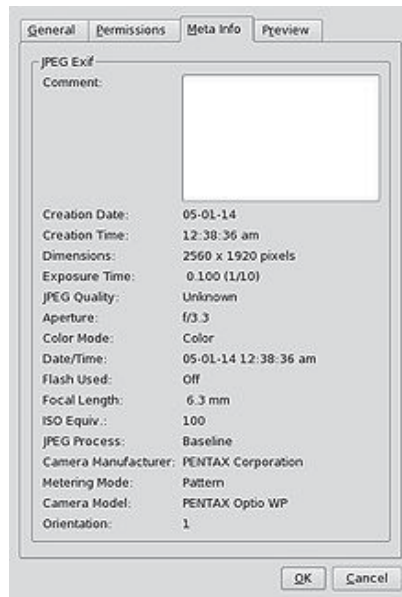 General Permissions Meta Info Preview
JPEG Exif
Comment:
Creation Date: 05-01-14
Creation Time: 12:38:36 am
Dimensions: 2560 x 1920 pixels
Exposure Time: 0.100 (1/10)
JPEG Quality: Unknown
Aperture: f/3.3
Color Mode: Color
Date/Time: 05-01-14 12:38:36 am
Flash Used: Off
Focal Length: 6.3 mm
ISO Equiv.: 100
JPEG Process: Baseline
Camera Manufacturer: PENTAX Corporation
Metering Mode: Pattern
Camera Model: PENTAX Optio WP
Orientation: 1
OK Cancel